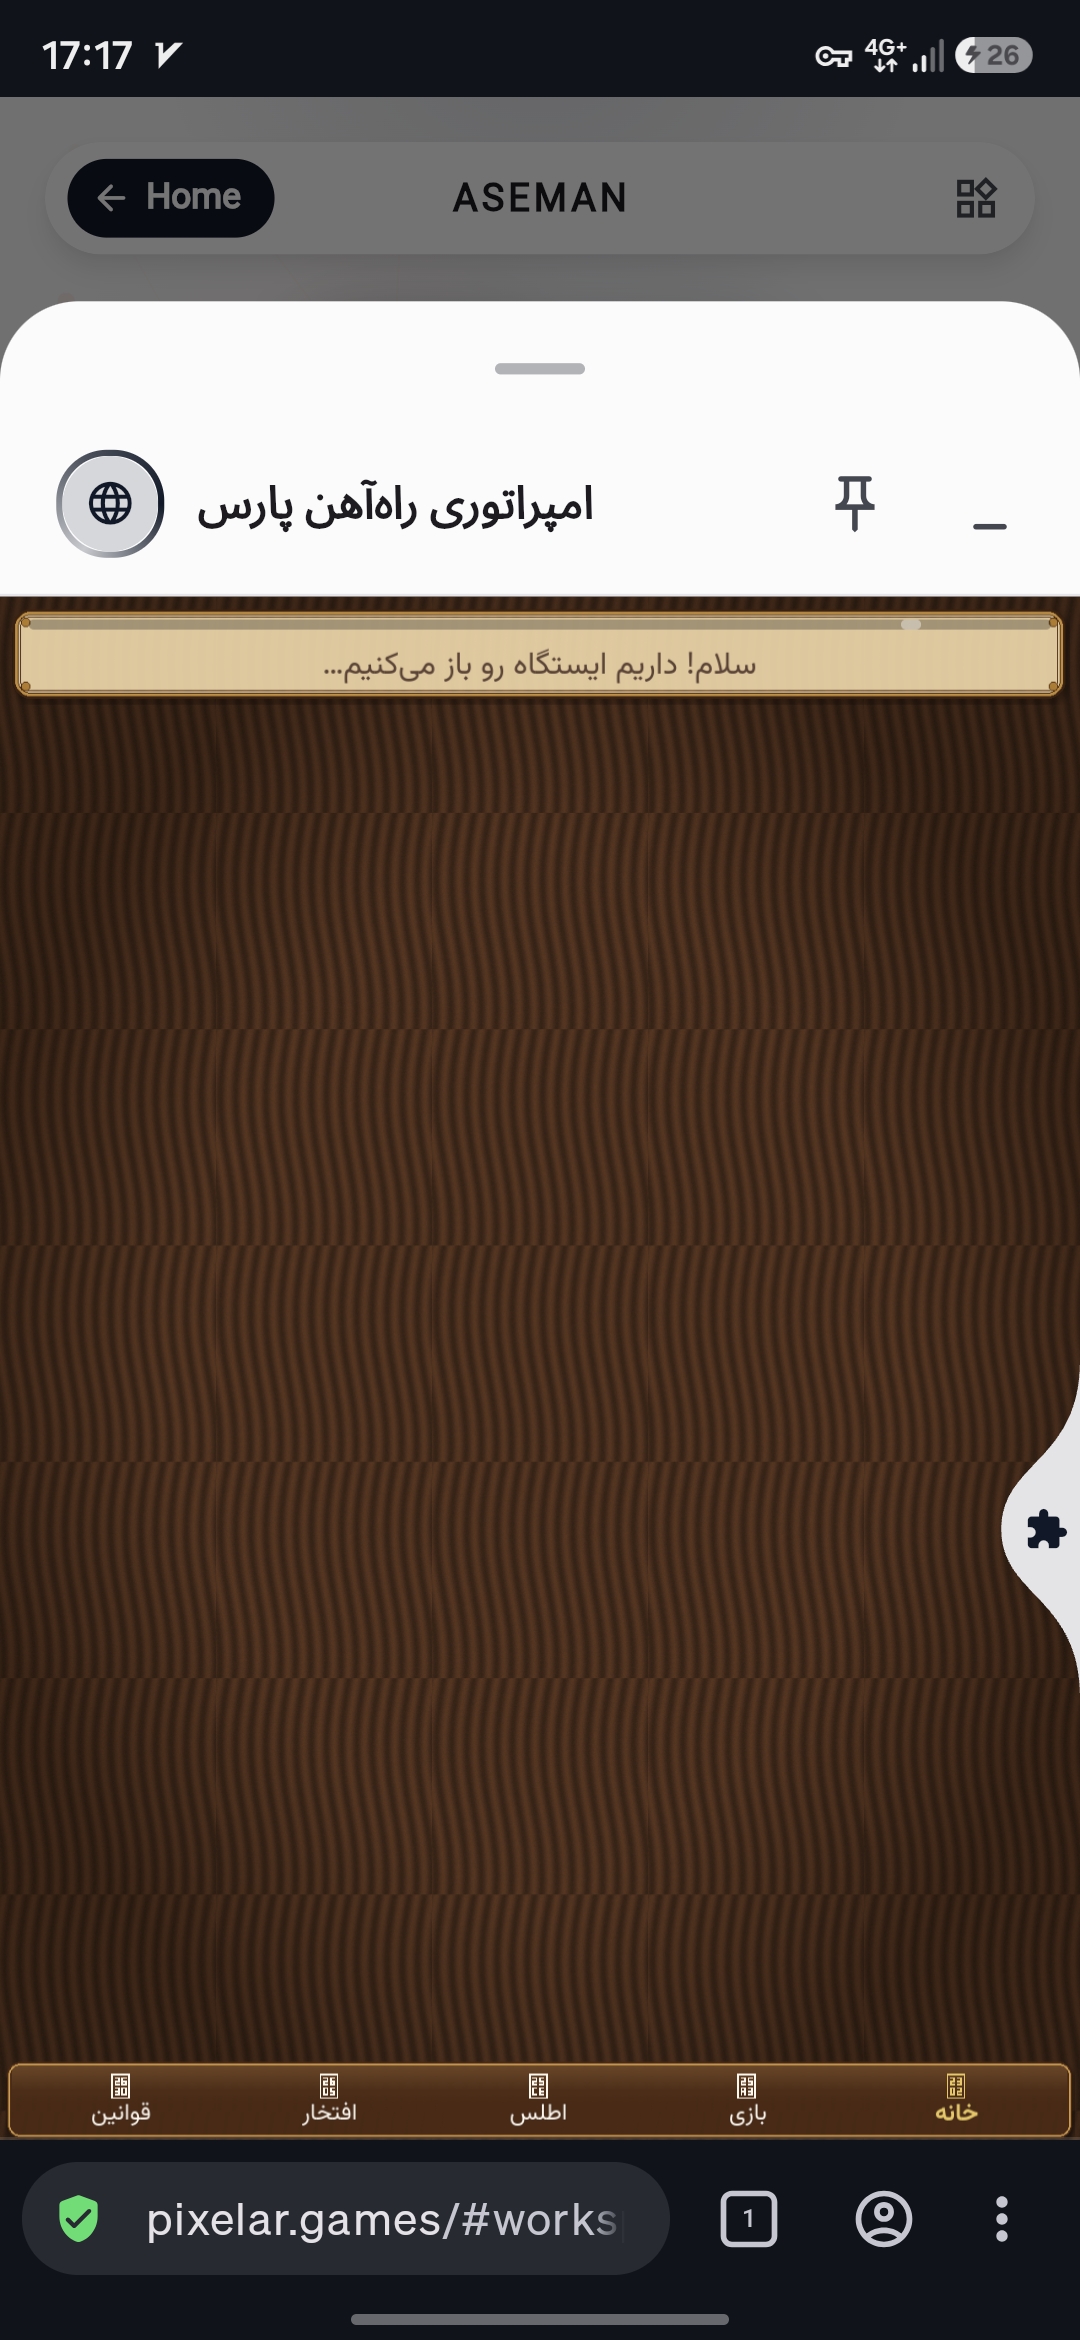 17:17
4G+
26
Home
ASEMAN
امپراتوری راه‌آهن پارس
سلام! داریم ایستگاه رو باز می‌کنیم...
خانه
بازی
اطلس
افتخار
قوانین
pixelar.games/#works
1